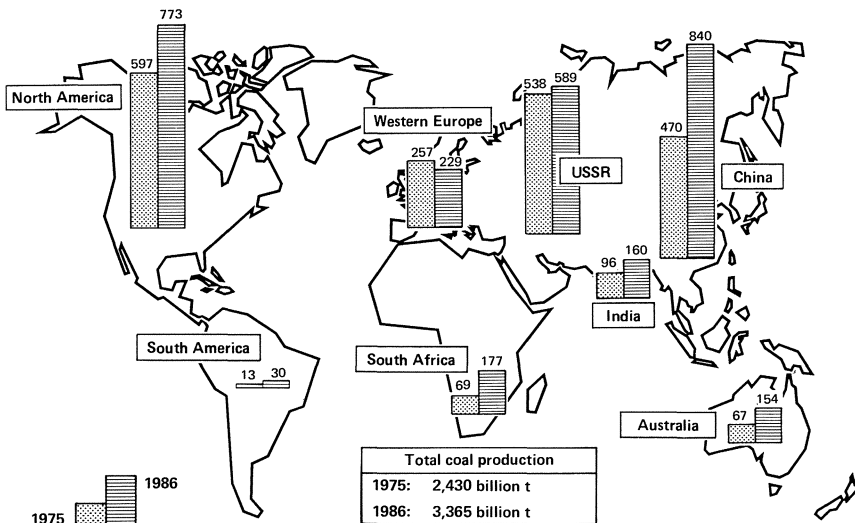 773
597
North America
Western Europe
257
229
538
589
USSR
840
470
China
96
160
India
South America
13
30
South Africa
69
177
Australia
67
154
1986
1975
Total coal production
1975: 2,430 billion t
1986: 3,365 billion t